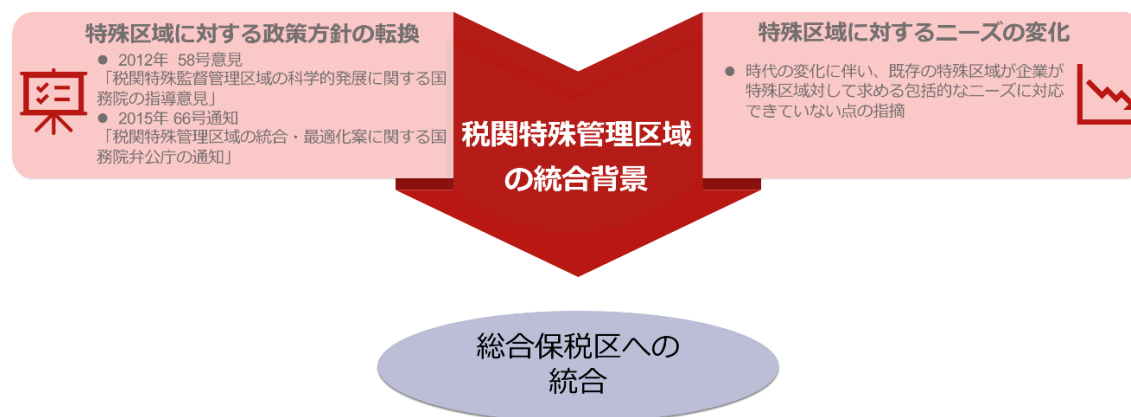 特殊区域に対する政策方針の転換
● 2012年 58号意見
「税関特殊監督管理区域の科学的発展に関する国
務院の指導意見」
● 2015年 66号通知
「税関特殊管理区域の統合・最適化案に関する国
務院弁公庁の通知」
税関特殊管理区域
の統合背景
特殊区域に対するニーズの変化
● 時代の変化に伴い、既存の特殊区域が企業が
特殊区域対して求める包括的なニーズに対応
できていない点の指摘
総合保税区への
統合